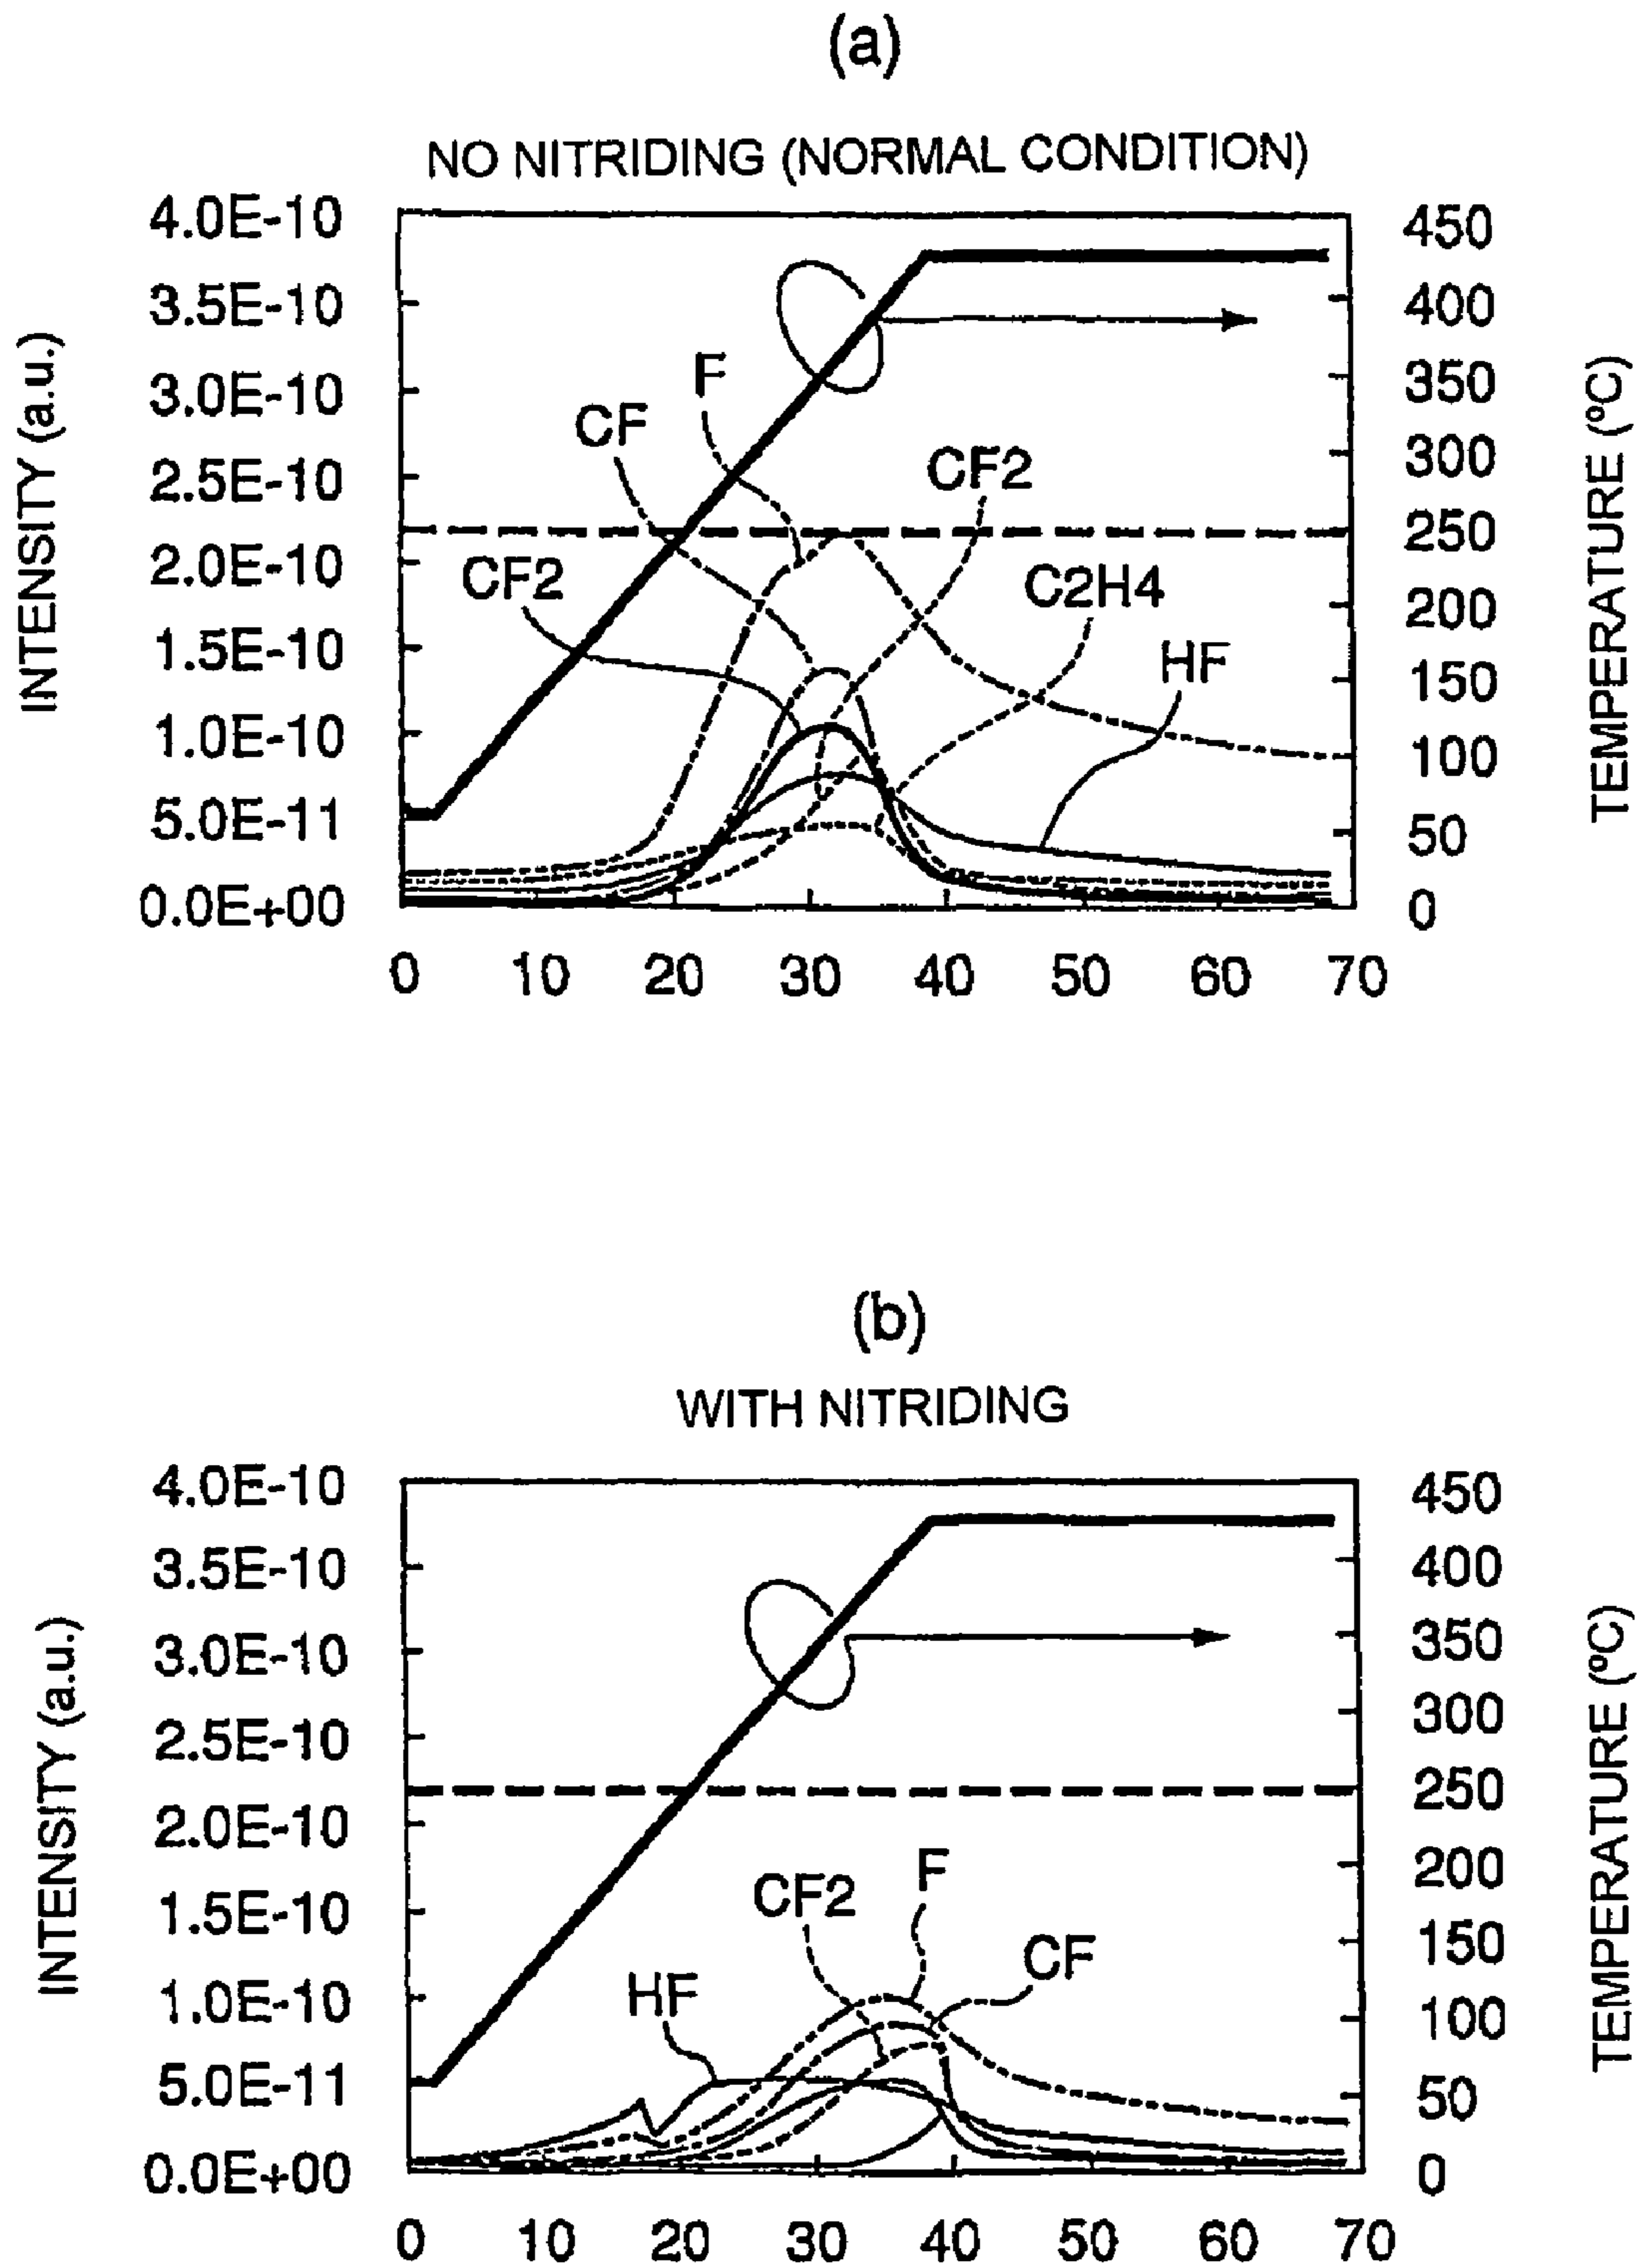 (a)
NO NITRIDING (NORMAL CONDITION)
INTENSITY (a.u.)
4.0E-10
3.5E-10
3.0E-10
2.5E-10
2.0E-10
1.5E-10
1.0E-10
5.0E-11
0.0E+00
F
CF
CF2
CF2
C2H4
HF
450
400
350
300
250
200
150
100
50
0
TEMPERATURE (ºC)
0 10 20 30 40 50 60 70
(b)
WITH NITRIDING
INTENSITY (a.u.)
4.0E-10
3.5E-10
3.0E-10
2.5E-10
2.0E-10
1.5E-10
1.0E-10
5.0E-11
0.0E+00
F
CF2
CF
HF
450
400
350
300
250
200
150
100
50
0
TEMPERATURE (ºC)
0 10 20 30 40 50 60 70